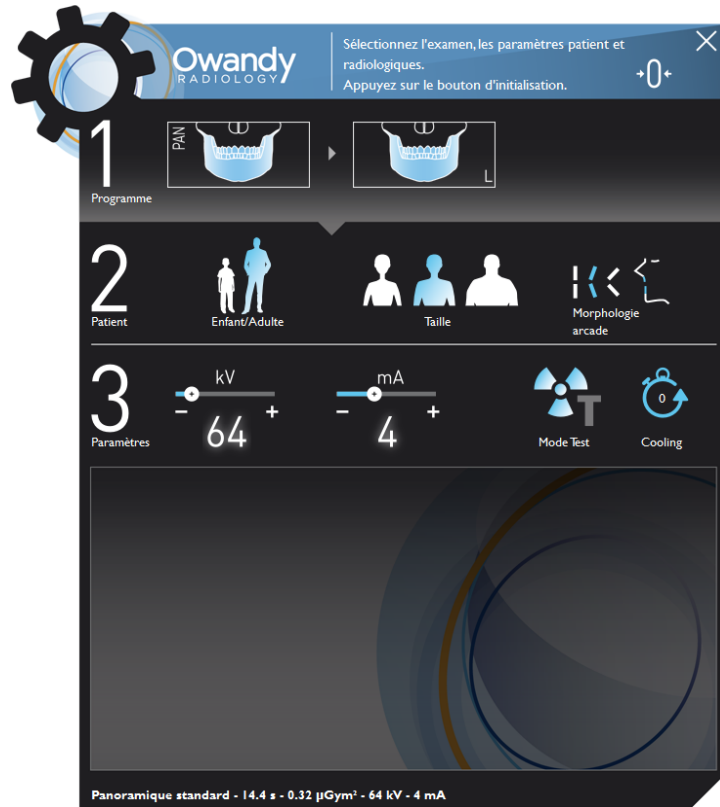 Owandy
RADIOLOGY
Sélectionnez l'examen, les paramètres patient et
radiologiques.
Appuyez sur le bouton d'initialisation.
0
1
Programme
PAN
L
2
Patient
Enfant/Adulte
Taille
Morphologie
arcade
3
Paramètres
kV
- +
64
mA
- +
4
T
Mode Test
0
Cooling
Panoramique standard - 14.4 s - 0.32 µGym² - 64 kV - 4 mA